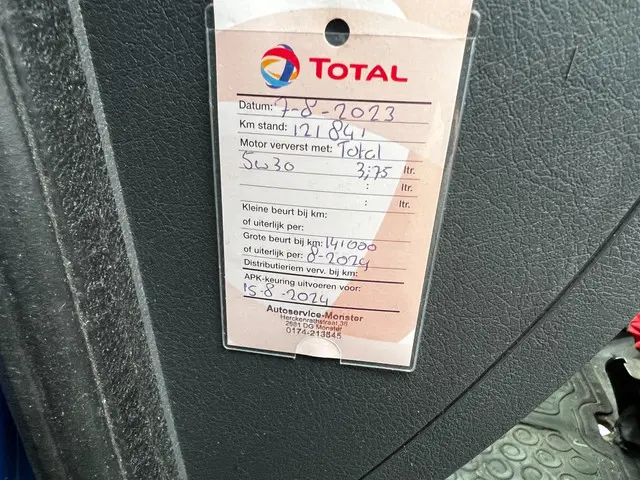 TOTAL
Datum: 7-8-2023
Km stand: 121841
Motor ververst met: Total
5w30 3,75 ltr.
: ltr.
: ltr.
Kleine beurt bij km:
of uiterlijk per:
Grote beurt bij km: 141000
of uiterlijk per: 8-2024
Distributieriem verv. bij km:
APK-keuring uitvoeren voor:
15-8-2024
Autoservice-Monster
Herckenrathstraat 36
2681 DG Monster
0174-213545